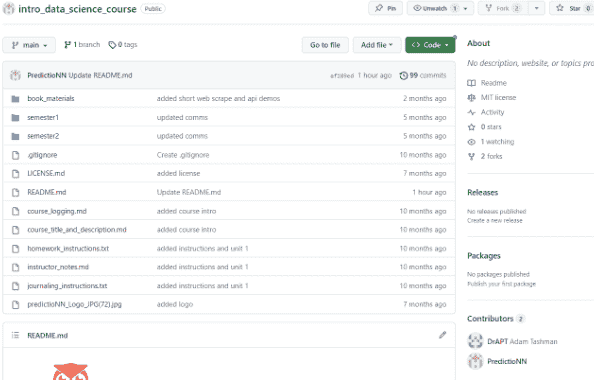 intro_data_science_course Public
Pin Unwatch 1 Fork 2 Star 0
main 1 branch 0 tags Go to file Add file Code
About
No description, website, or topics pro
PredictioNN Update README.md 1 hour ago 99 commits
book_materials added short web scrape and api demos 2 months ago
semester1 updated comms 5 months ago
semester2 updated comms 5 months ago
.gitignore Create .gitignore 10 months ago
LICENSE.md added license 7 months ago
README.md Update README.md 1 hour ago
course_logging.md added course intro 10 months ago
course_title_and_description.md added course intro 10 months ago
homework_instructions.txt added instructions and unit 1 10 months ago
instructor_notes.md added instructions and unit 1 10 months ago
journaling_instructions.txt added instructions and unit 1 10 months ago
predictioNN_Logo_JPG(72).jpg added logo 7 months ago
README.md
Readme
MIT license
Activity
0 stars
1 watching
2 forks
Releases
No releases published
Create a new release
Packages
No packages published
Publish your first package
Contributors 2
DrAPT Adam Tashman
PredictioNN